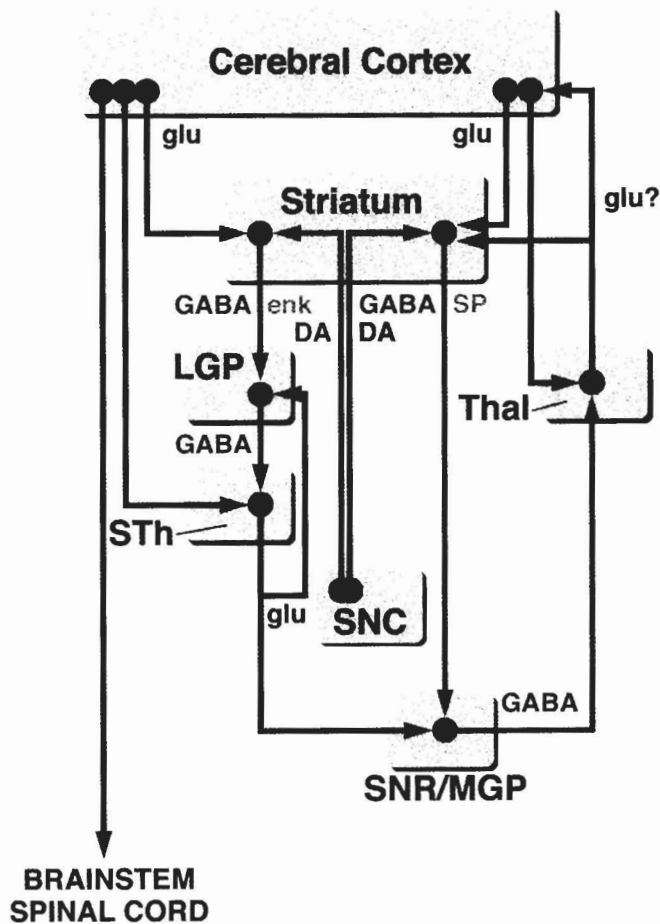 Cerebral Cortex
glu
glu
Striatum
glu?
GABA enk
GABA SP
DA DA
LGP
Thal
GABA
STh
glu
SNC
GABA
SNR/MGP
BRAINSTEM
SPINAL CORD